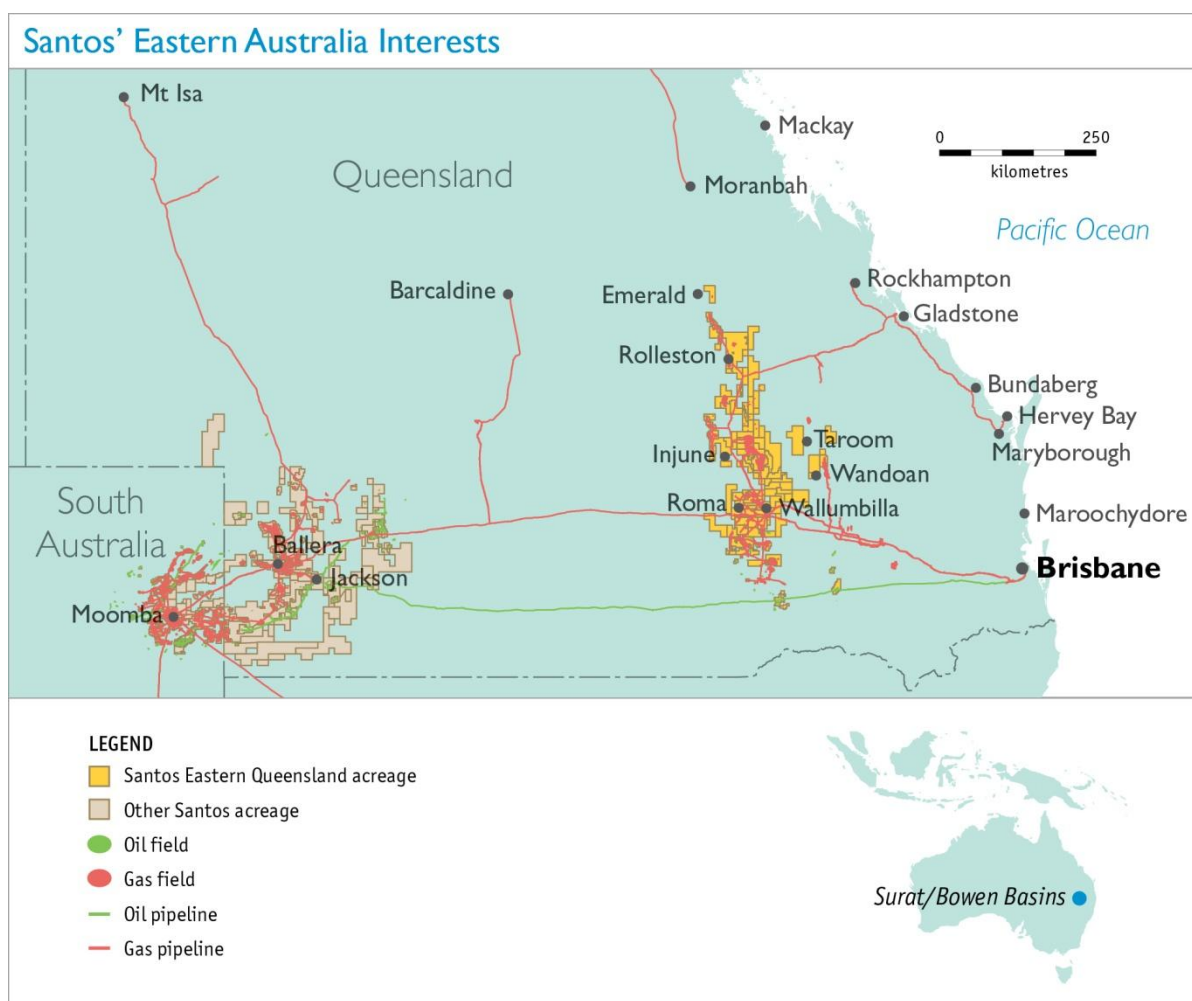 Santos' Eastern Australia Interests
Mt Isa
Mackay
0 250
kilometres
Queensland
Moranbah
Pacific Ocean
Barcaldine
Emerald
Rockhampton
Gladstone
Rolleston
Bundaberg
Hervey Bay
Maryborough
Injune
Taroom
Wandoan
South
Australia
Roma
Wallumbilla
Maroochydore
Ballera
Jackson
Brisbane
Moomba
LEGEND
Santos Eastern Queensland acreage
Other Santos acreage
Oil field
Gas field
Oil pipeline
Gas pipeline
Surat/Bowen Basins